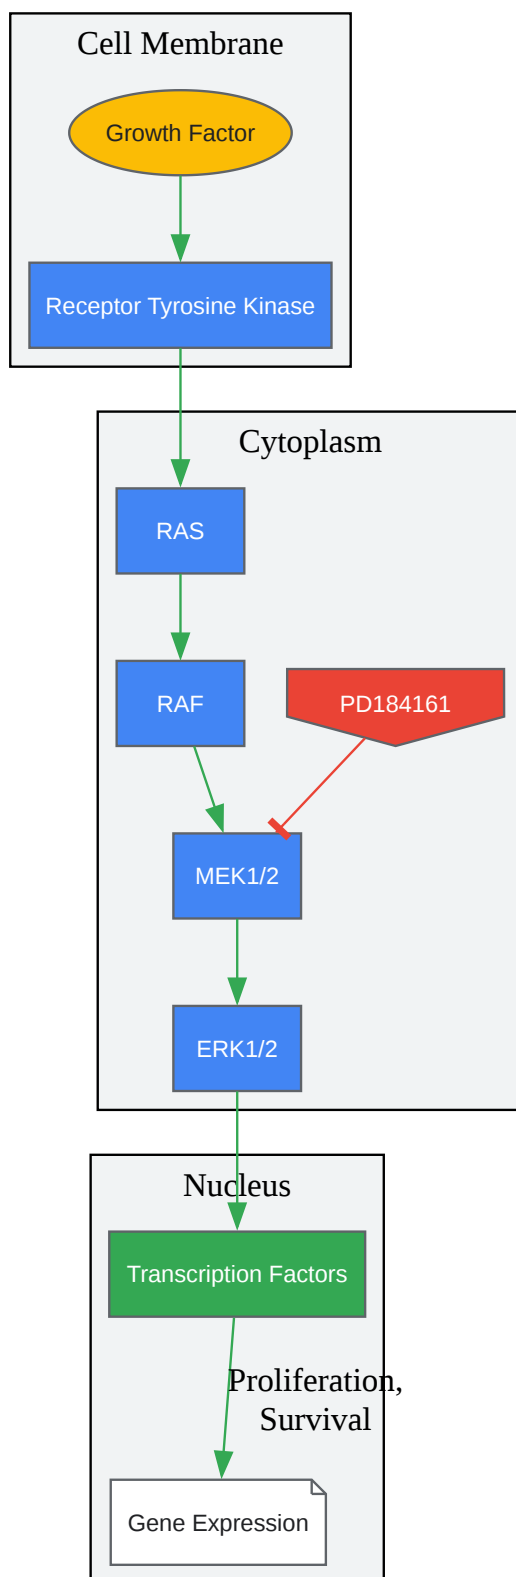 Cell Membrane
Growth Factor
Receptor Tyrosine Kinase
Cytoplasm
RAS
RAF
PD184161
MEK1/2
ERK1/2
Nucleus
Transcription Factors
Proliferation,
Survival
Gene Expression